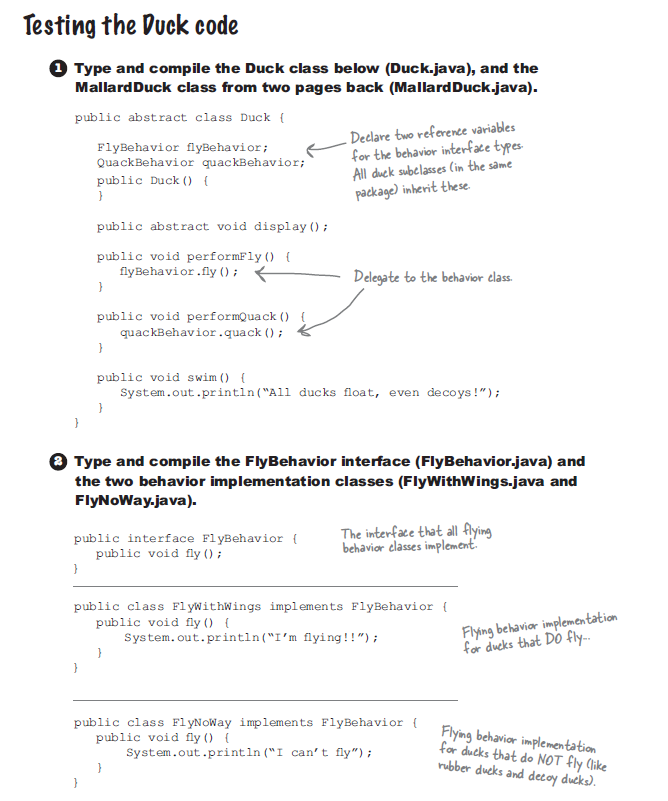 Testing the Duck code
1 Type and compile the Duck class below (Duck.java), and the
MallardDuck class from two pages back (MallardDuck.java).
public abstract class Duck {
FlyBehavior flyBehavior;
QuackBehavior quackBehavior;
public Duck() {
}
Declare two reference variables
for the behavior interface types.
All duck subclasses (in the same
package) inherit these.
public abstract void display();
public void performFly() {
flyBehavior.fly();
}
Delegate to the behavior class.
public void performQuack() {
quackBehavior.quack();
}
public void swim() {
System.out.println(“All ducks float, even decoys!”);
}
}
2 Type and compile the FlyBehavior interface (FlyBehavior.java) and
the two behavior implementation classes (FlyWithWings.java and
FlyNoWay.java).
public interface FlyBehavior {
public void fly();
}
The interface that all flying
behavior classes implement.
public class FlyWithWings implements FlyBehavior {
public void fly() {
System.out.println(“I’m flying!!”);
}
}
Flying behavior implementation
for ducks that DO fly...
public class FlyNoWay implements FlyBehavior {
public void fly() {
System.out.println(“I can’t fly”);
}
}
Flying behavior implementation
for ducks that do NOT fly (like
rubber ducks and decoy ducks).